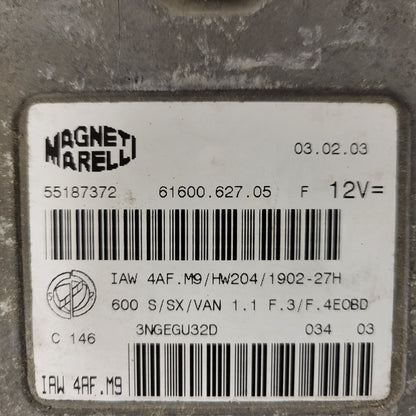 MAGNETI
MARELLI
03.02.03
55187372 61600.627.05 F 12V=
IAW 4AF.M9/HW204/1902-27H
600 S/SX/VAN 1.1 F.3/F.4EOBD
C 146 3NGEGU32D 034 03
IAW 4AF.M9